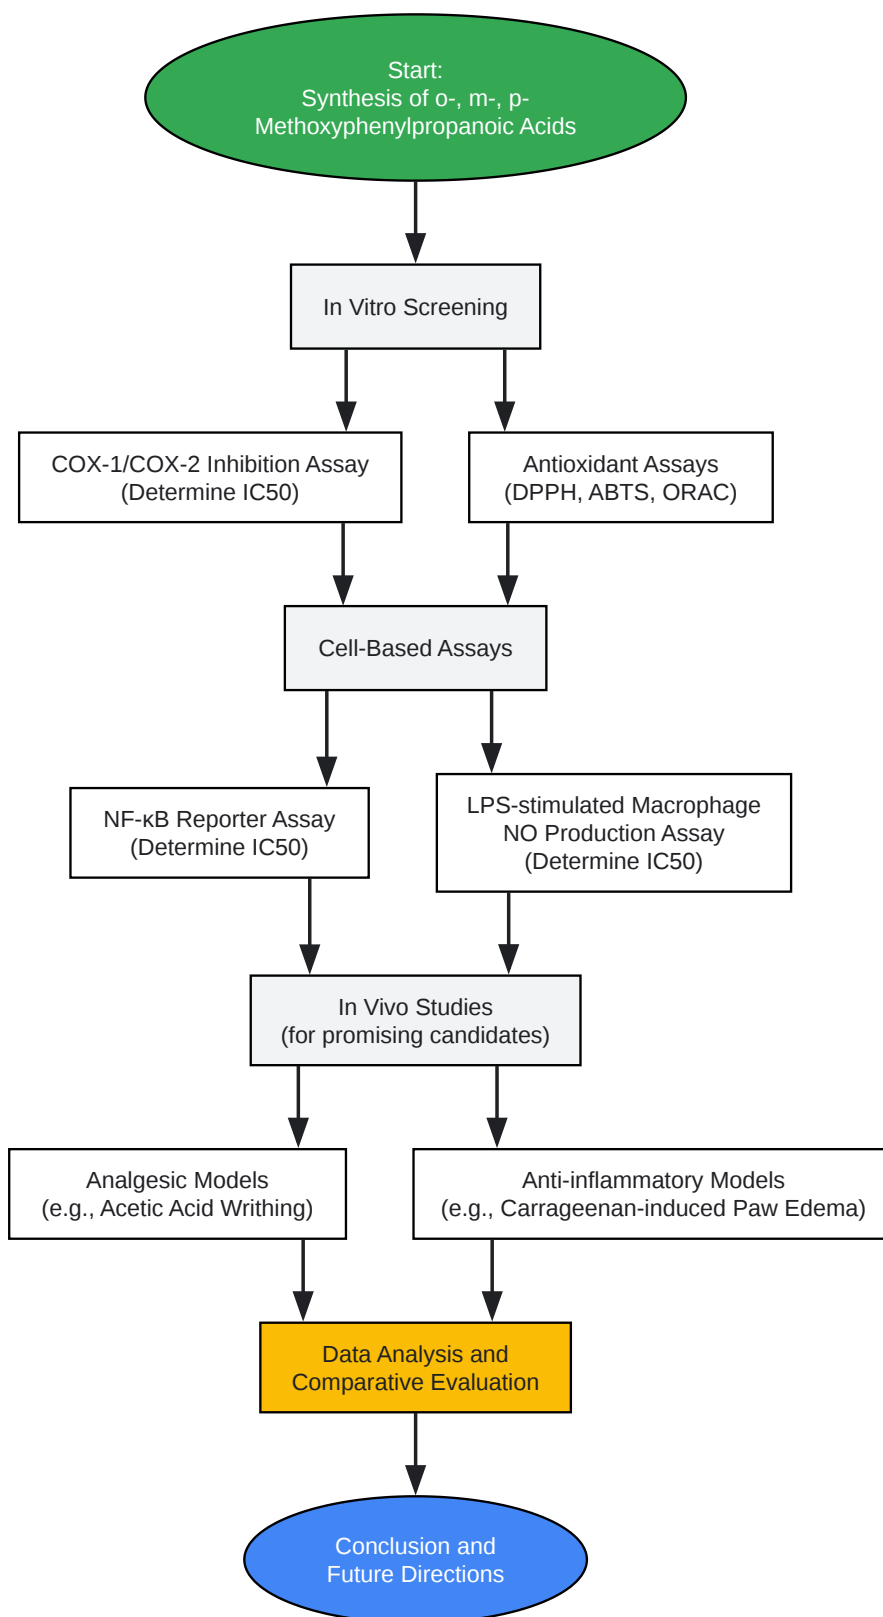 Start:
Synthesis of o-, m-, p-
Methoxyphenylpropanoic Acids
In Vitro Screening
COX-1/COX-2 Inhibition Assay
(Determine IC50)
Antioxidant Assays
(DPPH, ABTS, ORAC)
Cell-Based Assays
NF-κB Reporter Assay
(Determine IC50)
LPS-stimulated Macrophage
NO Production Assay
(Determine IC50)
In Vivo Studies
(for promising candidates)
Analgesic Models
(e.g., Acetic Acid Writhing)
Anti-inflammatory Models
(e.g., Carrageenan-induced Paw Edema)
Data Analysis and
Comparative Evaluation
Conclusion and
Future Directions